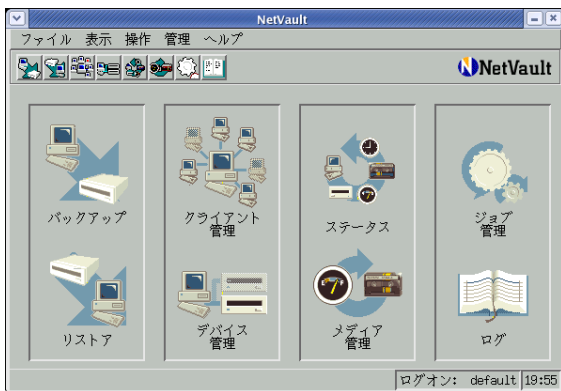 NetVault
ファイル 表示 操作 管理 ヘルプ
NetVault
バックアップ
クライアント
管理
ステータス
ジョブ
管理
リストア
デバイス
管理
メディア
管理
ログ
ログオン: default 19:55